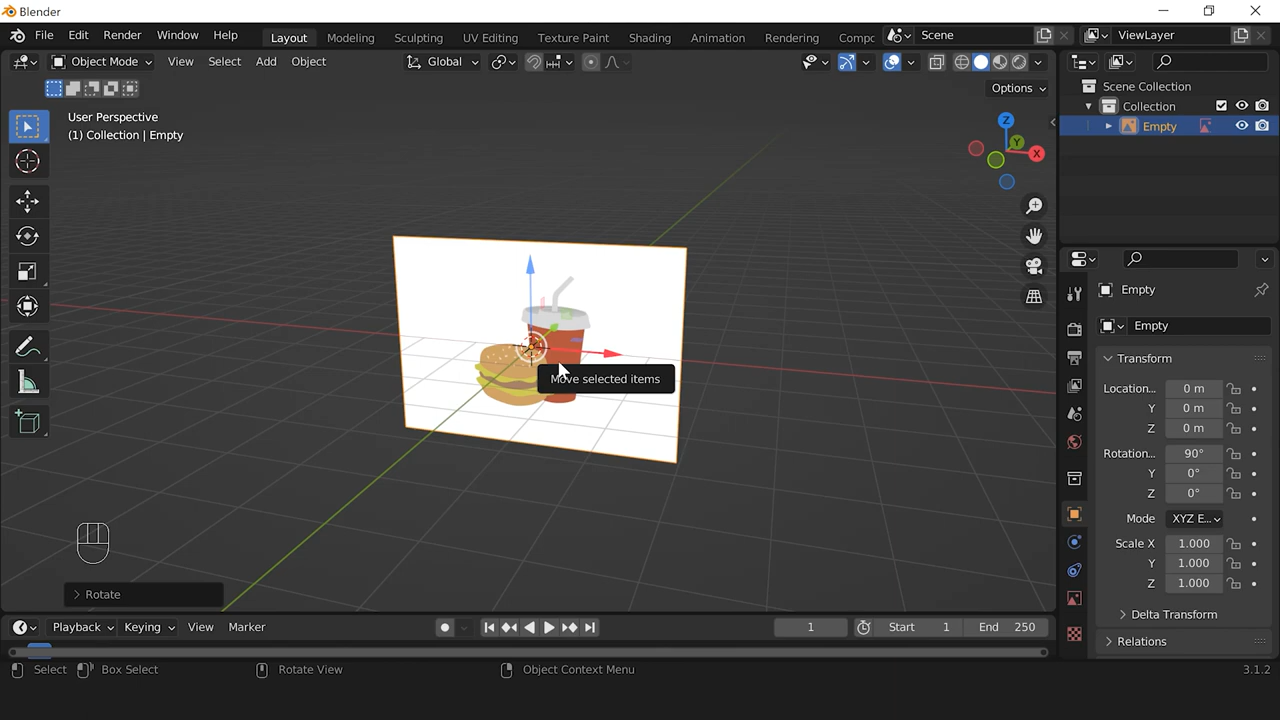 Blender
File Edit Render Window Help Layout Modeling Sculpting UV Editing Texture Paint Shading Animation Rendering Compc Scene ViewLayer
Object Mode View Select Add Object Global
Options
User Perspective
(1) Collection | Empty
Z
Y
X
Move selected items
Rotate
Scene Collection
Collection
Empty
Empty
Empty
Transform
Location... 0 m
Y 0 m
Z 0 m
Rotation... 90°
Y 0°
Z 0°
Mode XYZ E...
Scale X 1.000
Y 1.000
Z 1.000
Delta Transform
Relations
Playback Keying View Marker 1 Start 1 End 250
Select Box Select Rotate View Object Context Menu 3.1.2